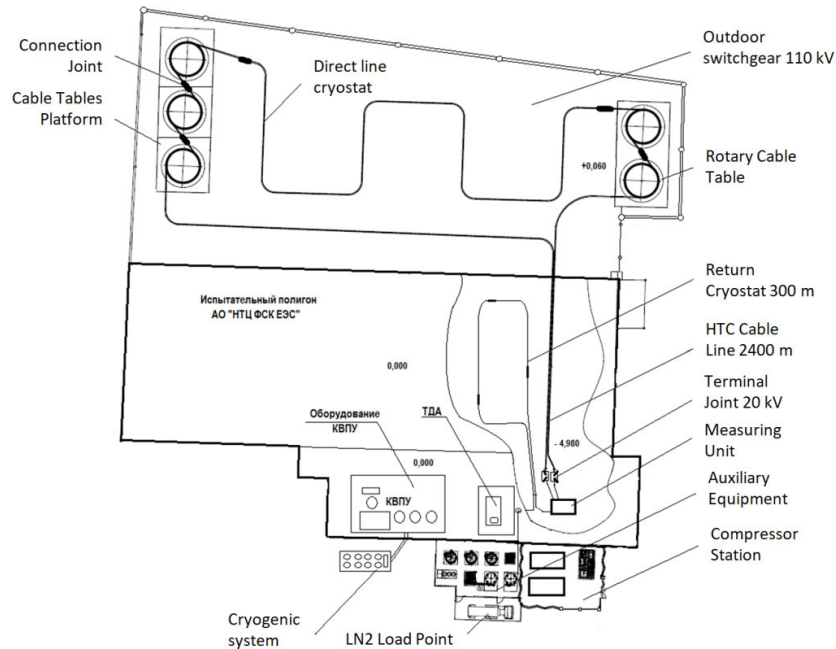 Connection
Joint
Cable Tables
Platform
Direct line
cryostat
Outdoor
switchgear 110 kV
+0,060
Rotary Cable
Table
Испытательный полигон
АО "НТЦ ФСК ЕЭС"
0,000
Return
Cryostat 300 m
HTC Cable
Line 2400 m
Terminal
Joint 20 kV
Оборудование
КВПУ
ТДА
- 4,980
Measuring
Unit
0,000
КВПУ
Auxiliary
Equipment
Compressor
Station
Cryogenic
system
LN2 Load Point